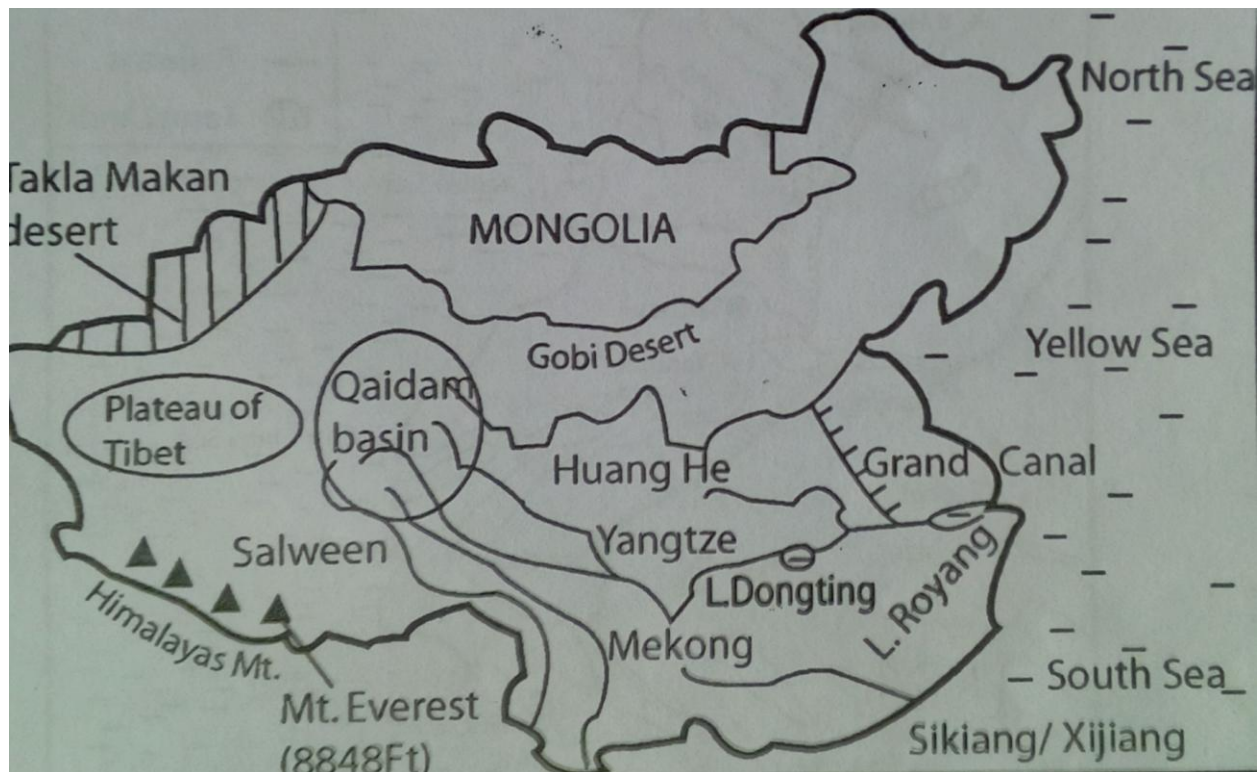 North Sea
Takla Makan
desert
MONGOLIA
Gobi Desert
Yellow Sea
Qaidam
basin
Plateau of
Tibet
Huang He
Grand Canal
Yangtze
Salween
L.Dongting
L. Royang
Himalayas Mt.
Mekong
South Sea
Mt. Everest
(8848Ft)
Sikiang/ Xijiang